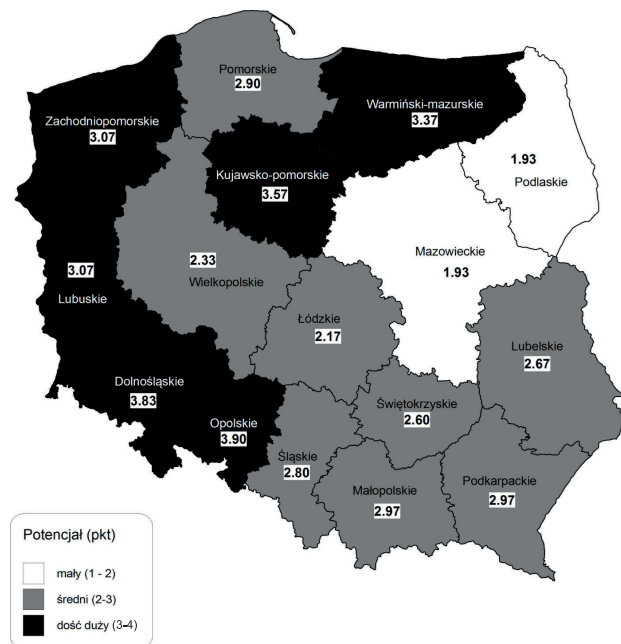 Pomorskie
2.90
Zachodniopomorskie
3.07
Warmiński-mazurskie
3.37
Kujawsko-pomorskie
3.57
1.93
Podlaskie
3.07
Lubuskie
2.33
Wielkopolskie
Mazowieckie
1.93
Łódzkie
2.17
Lubelskie
2.67
Dolnośląskie
3.83
Opolskie
3.90
Świętokrzyskie
2.60
Śląskie
2.80
Małopolskie
2.97
Podkarpackie
2.97
Potencjał (pkt)
mały (1 - 2)
średni (2-3)
dość duży (3-4)